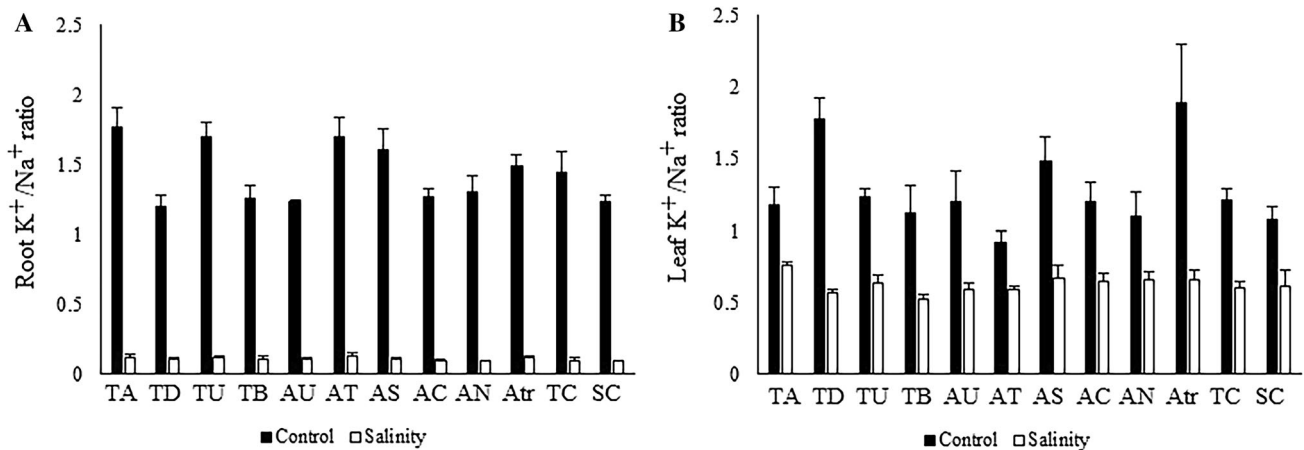 A
Root K+/Na+ ratio
2.5
2
1.5
1
0.5
0
TA TD TU TB AU AT AS AC AN Atr TC SC
Control Salinity
B
Leaf K+/Na+ ratio
2.5
2
1.5
1
0.5
0
TA TD TU TB AU AT AS AC AN Atr TC SC
Control Salinity